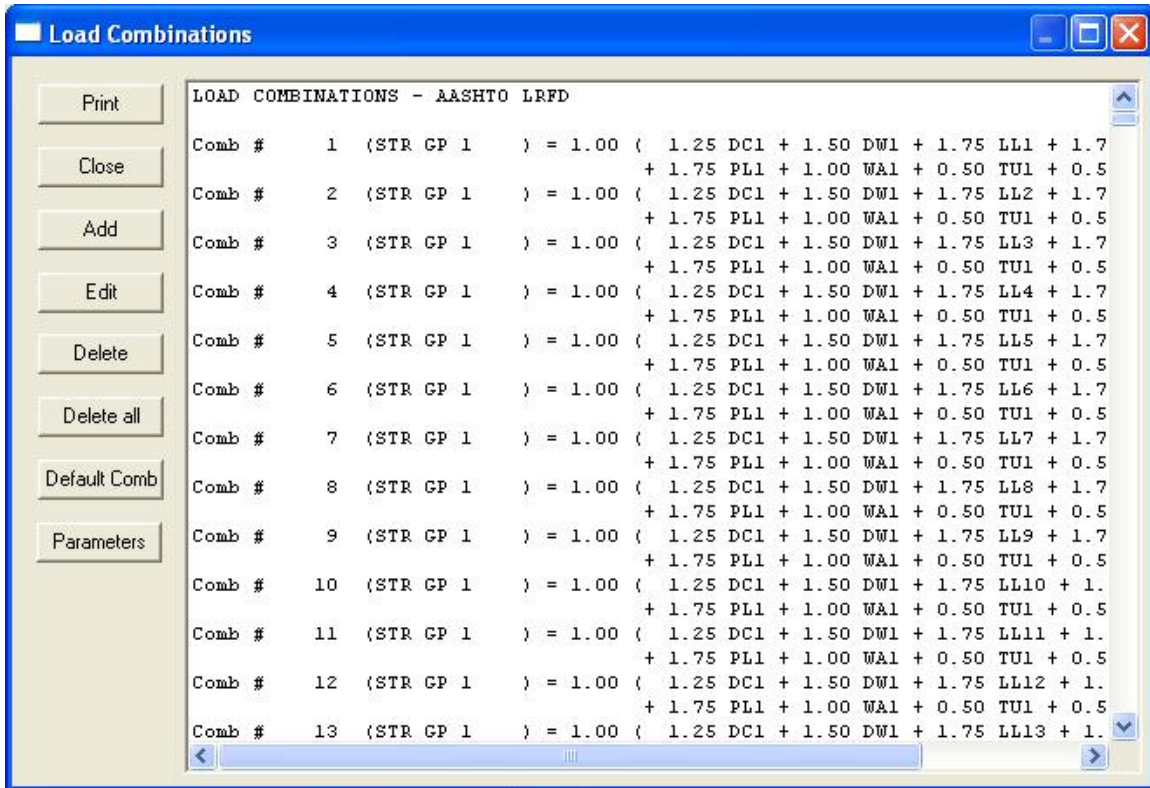 Load Combinations
Print
Close
Add
Edit
Delete
Delete all
Default Comb
Parameters
LOAD COMBINATIONS - AASHTO LRFD
Comb # 1 (STR GP 1 ) = 1.00 ( 1.25 DC1 + 1.50 DW1 + 1.75 LL1 + 1.7
+ 1.75 PL1 + 1.00 WA1 + 0.50 TU1 + 0.5
Comb # 2 (STR GP 1 ) = 1.00 ( 1.25 DC1 + 1.50 DW1 + 1.75 LL2 + 1.7
+ 1.75 PL1 + 1.00 WA1 + 0.50 TU1 + 0.5
Comb # 3 (STR GP 1 ) = 1.00 ( 1.25 DC1 + 1.50 DW1 + 1.75 LL3 + 1.7
+ 1.75 PL1 + 1.00 WA1 + 0.50 TU1 + 0.5
Comb # 4 (STR GP 1 ) = 1.00 ( 1.25 DC1 + 1.50 DW1 + 1.75 LL4 + 1.7
+ 1.75 PL1 + 1.00 WA1 + 0.50 TU1 + 0.5
Comb # 5 (STR GP 1 ) = 1.00 ( 1.25 DC1 + 1.50 DW1 + 1.75 LL5 + 1.7
+ 1.75 PL1 + 1.00 WA1 + 0.50 TU1 + 0.5
Comb # 6 (STR GP 1 ) = 1.00 ( 1.25 DC1 + 1.50 DW1 + 1.75 LL6 + 1.7
+ 1.75 PL1 + 1.00 WA1 + 0.50 TU1 + 0.5
Comb # 7 (STR GP 1 ) = 1.00 ( 1.25 DC1 + 1.50 DW1 + 1.75 LL7 + 1.7
+ 1.75 PL1 + 1.00 WA1 + 0.50 TU1 + 0.5
Comb # 8 (STR GP 1 ) = 1.00 ( 1.25 DC1 + 1.50 DW1 + 1.75 LL8 + 1.7
+ 1.75 PL1 + 1.00 WA1 + 0.50 TU1 + 0.5
Comb # 9 (STR GP 1 ) = 1.00 ( 1.25 DC1 + 1.50 DW1 + 1.75 LL9 + 1.7
+ 1.75 PL1 + 1.00 WA1 + 0.50 TU1 + 0.5
Comb # 10 (STR GP 1 ) = 1.00 ( 1.25 DC1 + 1.50 DW1 + 1.75 LL10 + 1.
+ 1.75 PL1 + 1.00 WA1 + 0.50 TU1 + 0.5
Comb # 11 (STR GP 1 ) = 1.00 ( 1.25 DC1 + 1.50 DW1 + 1.75 LL11 + 1.
+ 1.75 PL1 + 1.00 WA1 + 0.50 TU1 + 0.5
Comb # 12 (STR GP 1 ) = 1.00 ( 1.25 DC1 + 1.50 DW1 + 1.75 LL12 + 1.
+ 1.75 PL1 + 1.00 WA1 + 0.50 TU1 + 0.5
Comb # 13 (STR GP 1 ) = 1.00 ( 1.25 DC1 + 1.50 DW1 + 1.75 LL13 + 1.